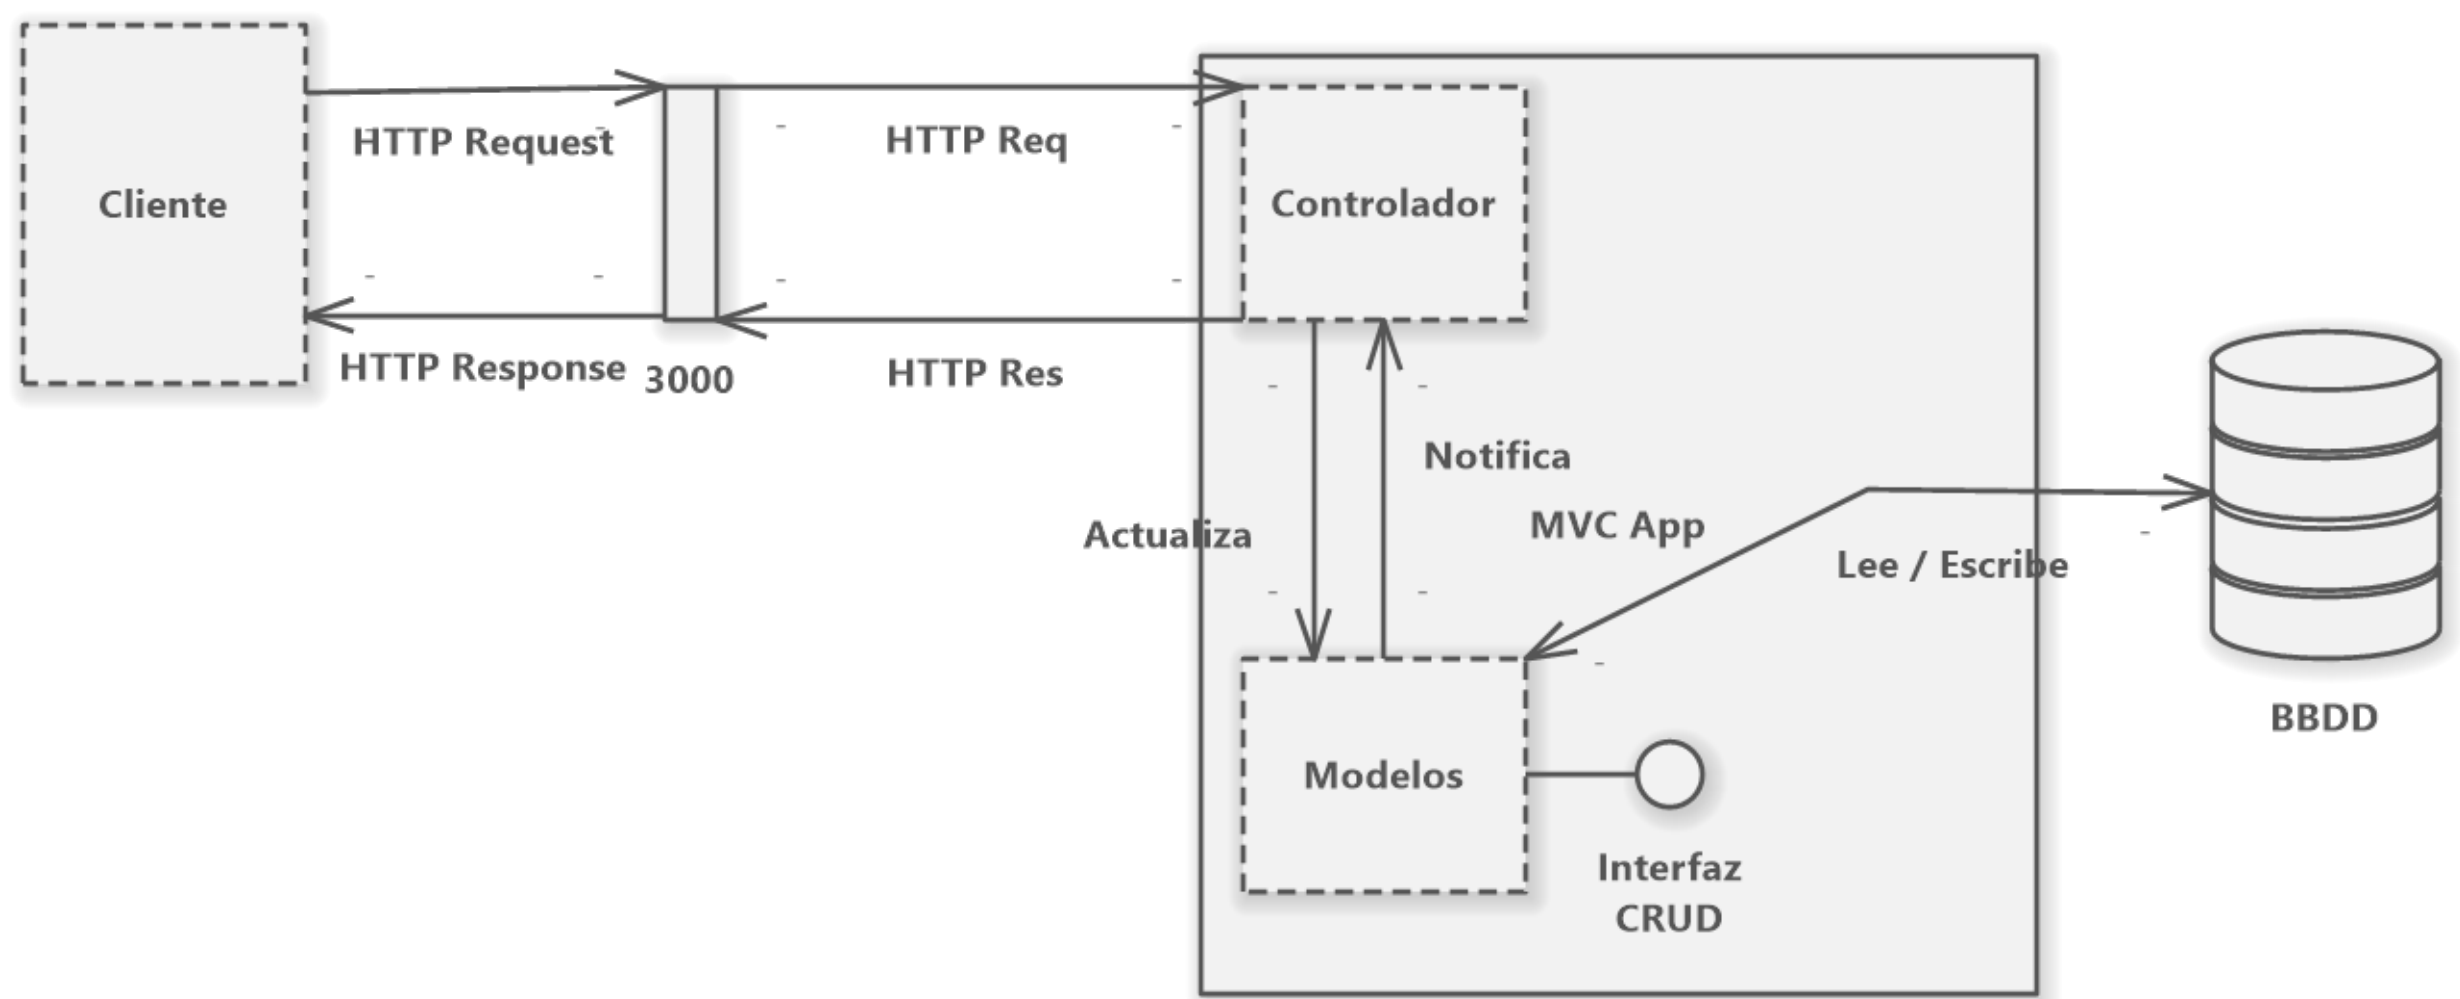 HTTP Request
HTTP Req
Cliente
Controlador
HTTP Response
3000
HTTP Res
Notifica
Actualiza
MVC App
Lee / Escribe
BBDD
Modelos
Interfaz
CRUD